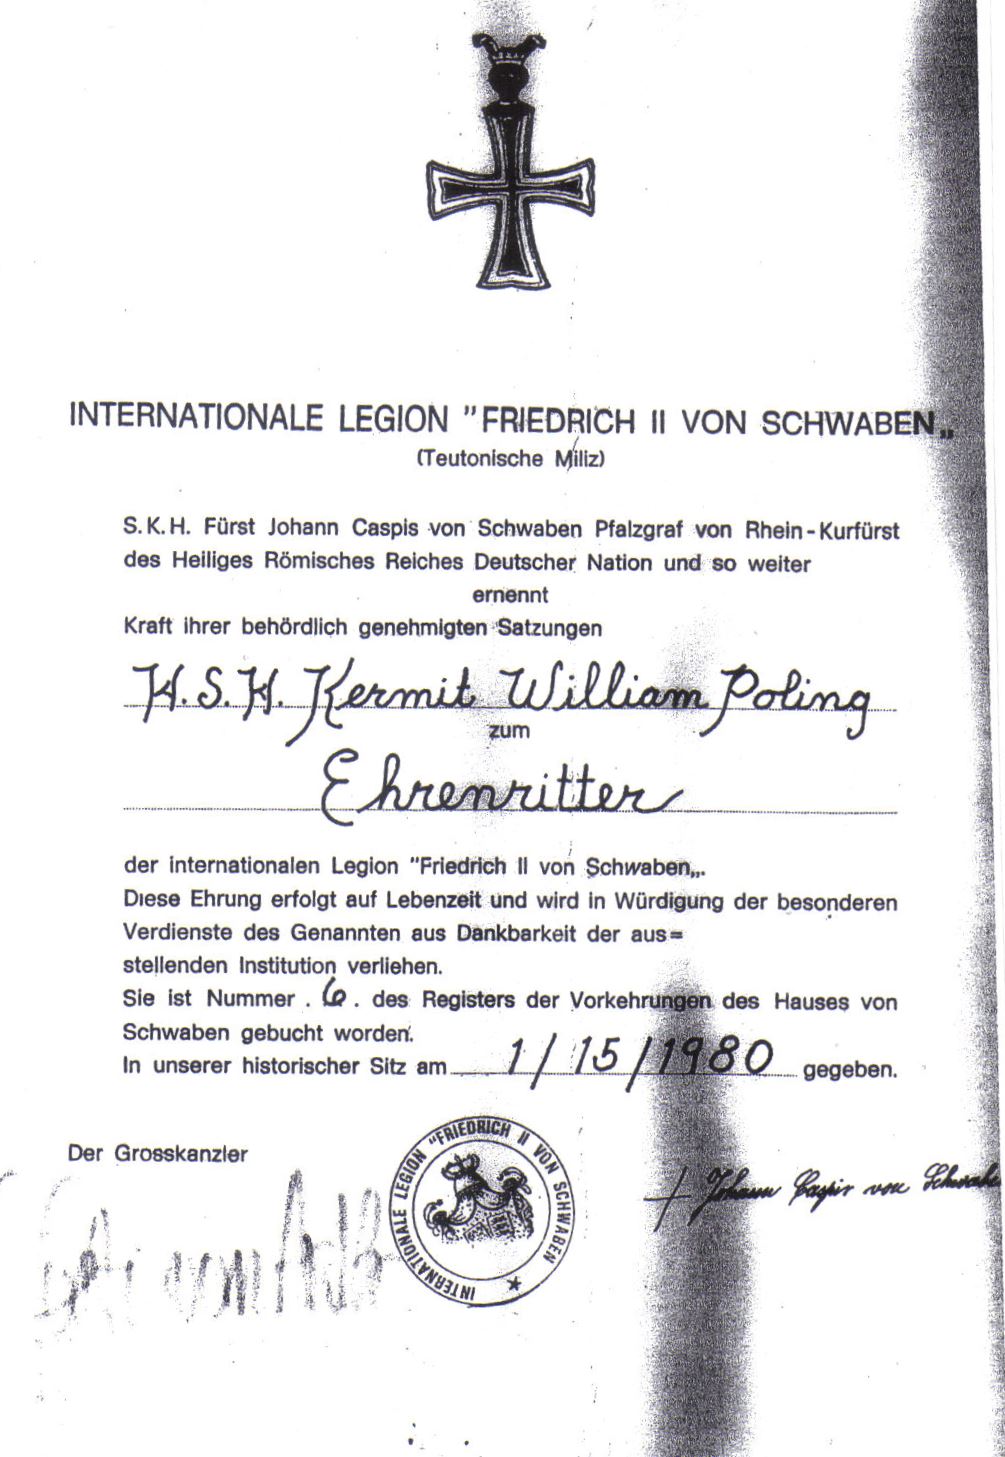 INTERNATIONALE LEGION "FRIEDRICH II VON SCHWABEN„
(Teutonische Miliz)
S.K.H. Fürst Johann Caspis von Schwaben Pfalzgraf von Rhein-Kurfürst
des Heiliges Römisches Reiches Deutscher Nation und so weiter
ernennt
Kraft ihrer behördlich genehmigten Satzungen
H.S.H. Kermit William Poling
zum
Ehrenritter
der internationalen Legion "Friedrich II von Schwaben„.
Diese Ehrung erfolgt auf Lebenzeit und wird in Würdigung der besonderen
Verdienste des Genannten aus Dankbarkeit der aus=
stellenden Institution verliehen.
Sie ist Nummer . 6 . des Registers der Vorkehrungen des Hauses von
Schwaben gebucht worden.
In unserer historischer Sitz am 1/15/1980 gegeben.
Der Grosskanzler
INTERNATIONALE LEGION "FRIEDRICH II VON SCHWABEN
Johann Caspis von Schwabe